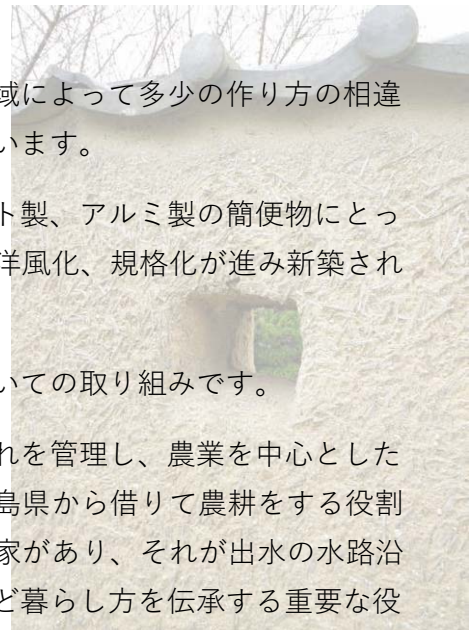 域によって多少の作り方の相違
います。
ト製、アルミ製の簡便物にとっ
洋風化、規格化が進み新築され
いての取り組みです。
れを管理し、農業を中心とした
島県から借りて農耕をする役割
家があり、それが出水の水路沿
ど暮らし方を伝承する重要な役